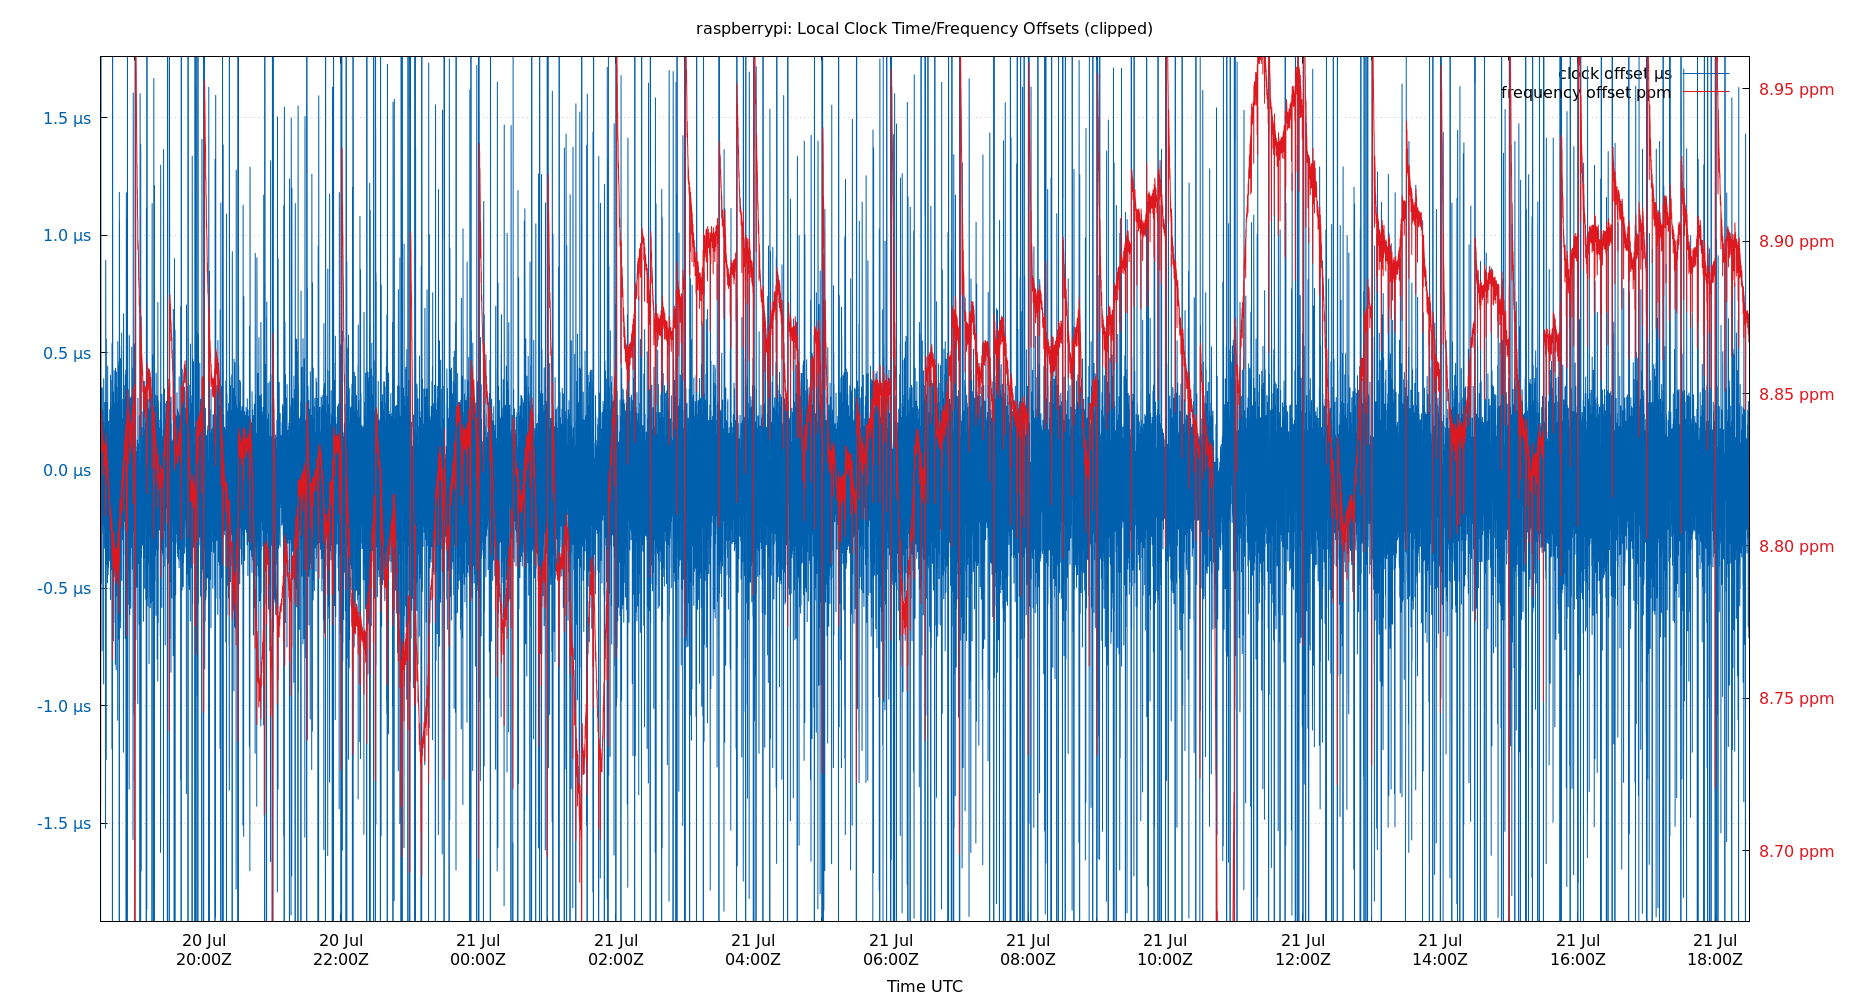 raspberrypi: Local Clock Time/Frequency Offsets (clipped)
clock offset µs
frequency offset ppm
1.5 µs
1.0 µs
0.5 µs
0.0 µs
-0.5 µs
-1.0 µs
-1.5 µs
8.95 ppm
8.90 ppm
8.85 ppm
8.80 ppm
8.75 ppm
8.70 ppm
20 Jul
20:00Z
20 Jul
22:00Z
21 Jul
00:00Z
21 Jul
02:00Z
21 Jul
04:00Z
21 Jul
06:00Z
21 Jul
08:00Z
21 Jul
10:00Z
21 Jul
12:00Z
21 Jul
14:00Z
21 Jul
16:00Z
21 Jul
18:00Z
Time UTC